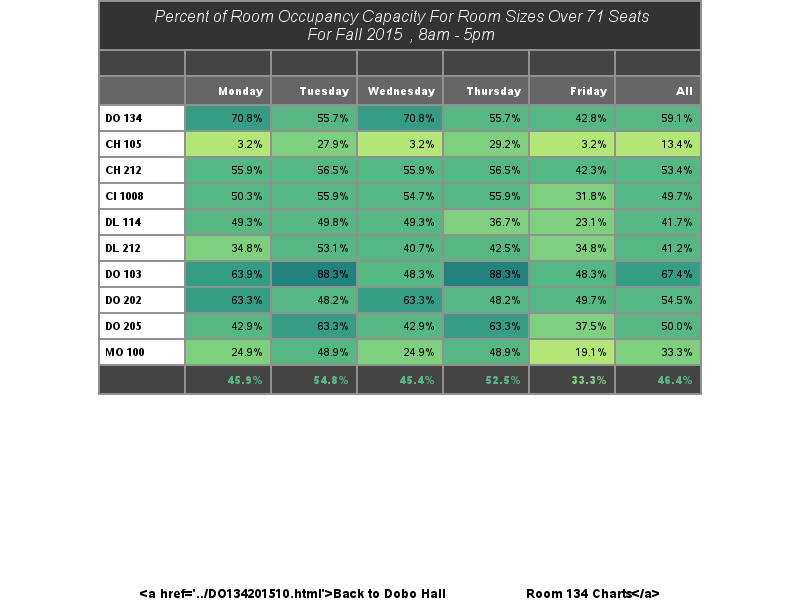 Percent of Room Occupancy Capacity For Room Sizes Over 71 Seats
For Fall 2015 , 8am - 5pm
Monday Tuesday Wednesday Thursday Friday All
DO 134 70.8% 55.7% 70.8% 55.7% 42.8% 59.1%
CH 105 3.2% 27.9% 3.2% 29.2% 3.2% 13.4%
CH 212 55.9% 56.5% 55.9% 56.5% 42.3% 53.4%
CI 1008 50.3% 55.9% 54.7% 55.9% 31.8% 49.7%
DL 114 49.3% 49.8% 49.3% 36.7% 23.1% 41.7%
DL 212 34.8% 53.1% 40.7% 42.5% 34.8% 41.2%
DO 103 63.9% 88.3% 48.3% 88.3% 48.3% 67.4%
DO 202 63.3% 48.2% 63.3% 48.2% 49.7% 54.5%
DO 205 42.9% 63.3% 42.9% 63.3% 37.5% 50.0%
MO 100 24.9% 48.9% 24.9% 48.9% 19.1% 33.3%
45.9% 54.8% 45.4% 52.5% 33.3% 46.4%
<a href='../DO134201510.html'>Back to Dobo Hall Room 134 Charts</a>